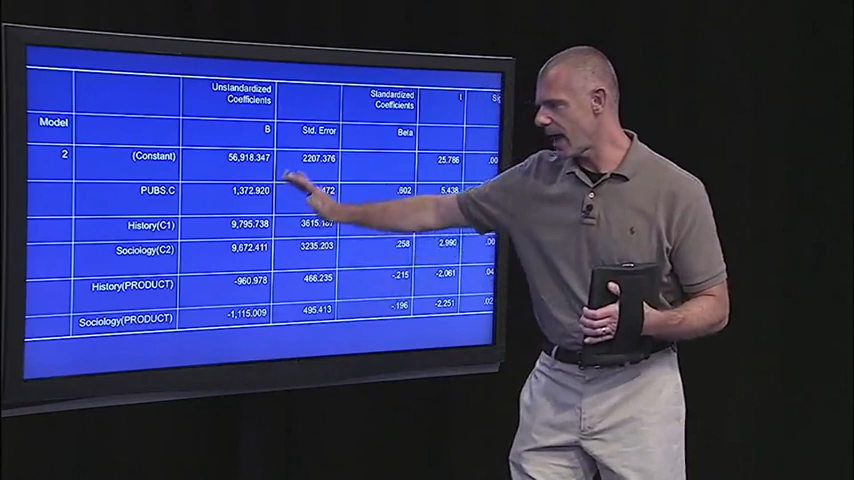 Unstandardized Coefficients Standardized Coefficients t
Model B Std. Error Beta
2 (Constant) 56,918.347 2207.376 25.786 .00
PUBS.C 1,372.920 .602 5.438
History(C1) 9,795.738
Sociology(C2) 9,672.411 3235.203 .258 2.990
History(PRODUCT) -960.978 466.235 -.215 -2.061 .04
Sociology(PRODUCT) -1,115.009 495.413 -.196 -2.251 .02